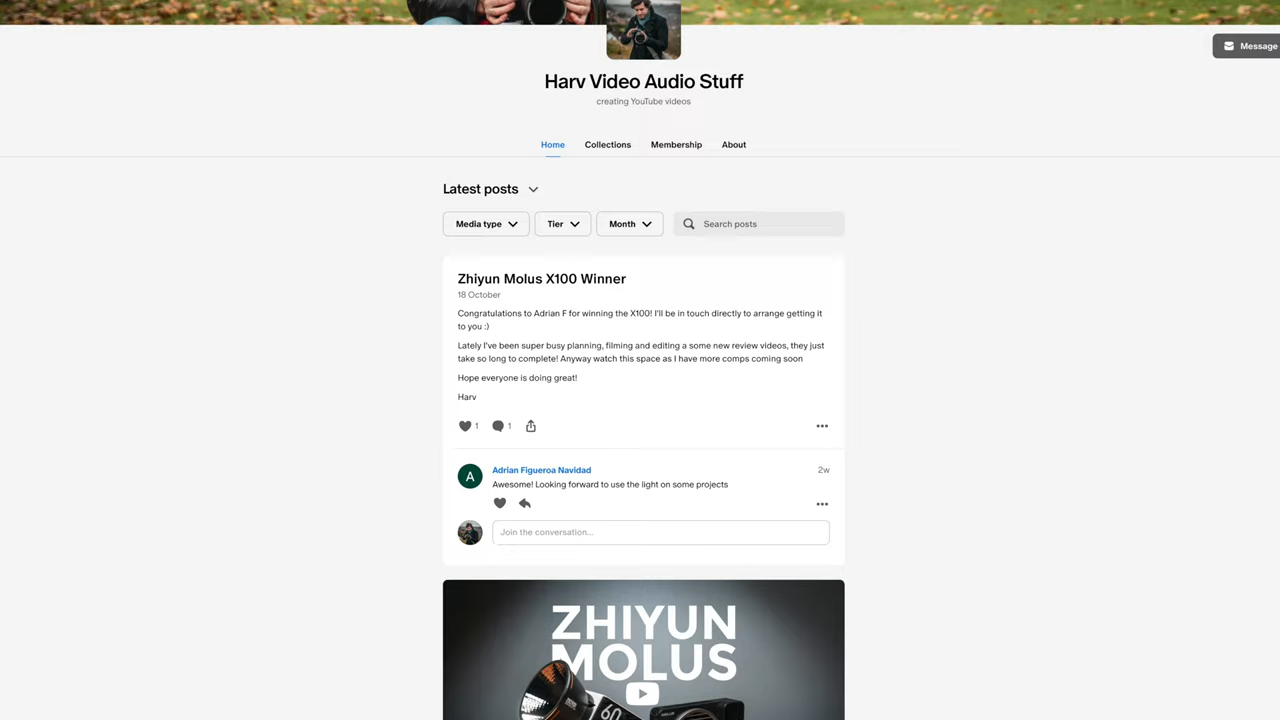 Message
Harv Video Audio Stuff
creating YouTube videos
Home Collections Membership About
Latest posts
Media type Tier Month Search posts
Zhiyun Molus X100 Winner
18 October
Congratulations to Adrian F for winning the X100! I'll be in touch directly to arrange getting it
to you :)
Lately I've been super busy planning, filming and editing a some new review videos, they just
take so long to complete! Anyway watch this space as I have more comps coming soon
Hope everyone is doing great!
Harv
1 1
A
Adrian Figueroa Navidad 2w
Awesome! Looking forward to use the light on some projects
Join the conversation...
ZHIYUN
MOLUS
60